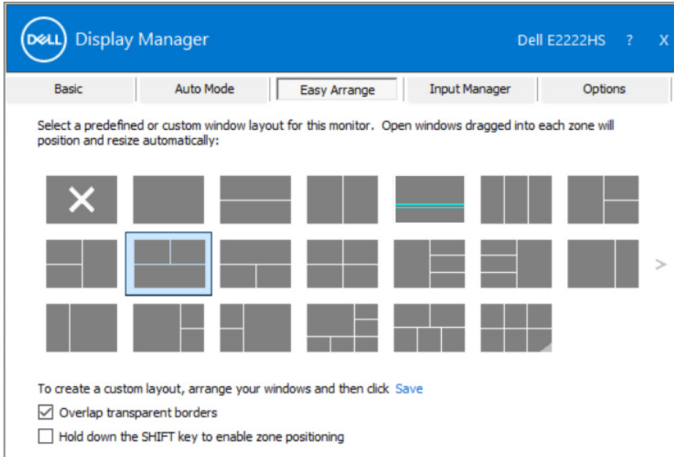 DELL Display Manager Dell E2222HS ? X
Basic Auto Mode Easy Arrange Input Manager Options
Select a predefined or custom window layout for this monitor. Open windows dragged into each zone will
position and resize automatically:
>
To create a custom layout, arrange your windows and then click Save
Overlap transparent borders
Hold down the SHIFT key to enable zone positioning